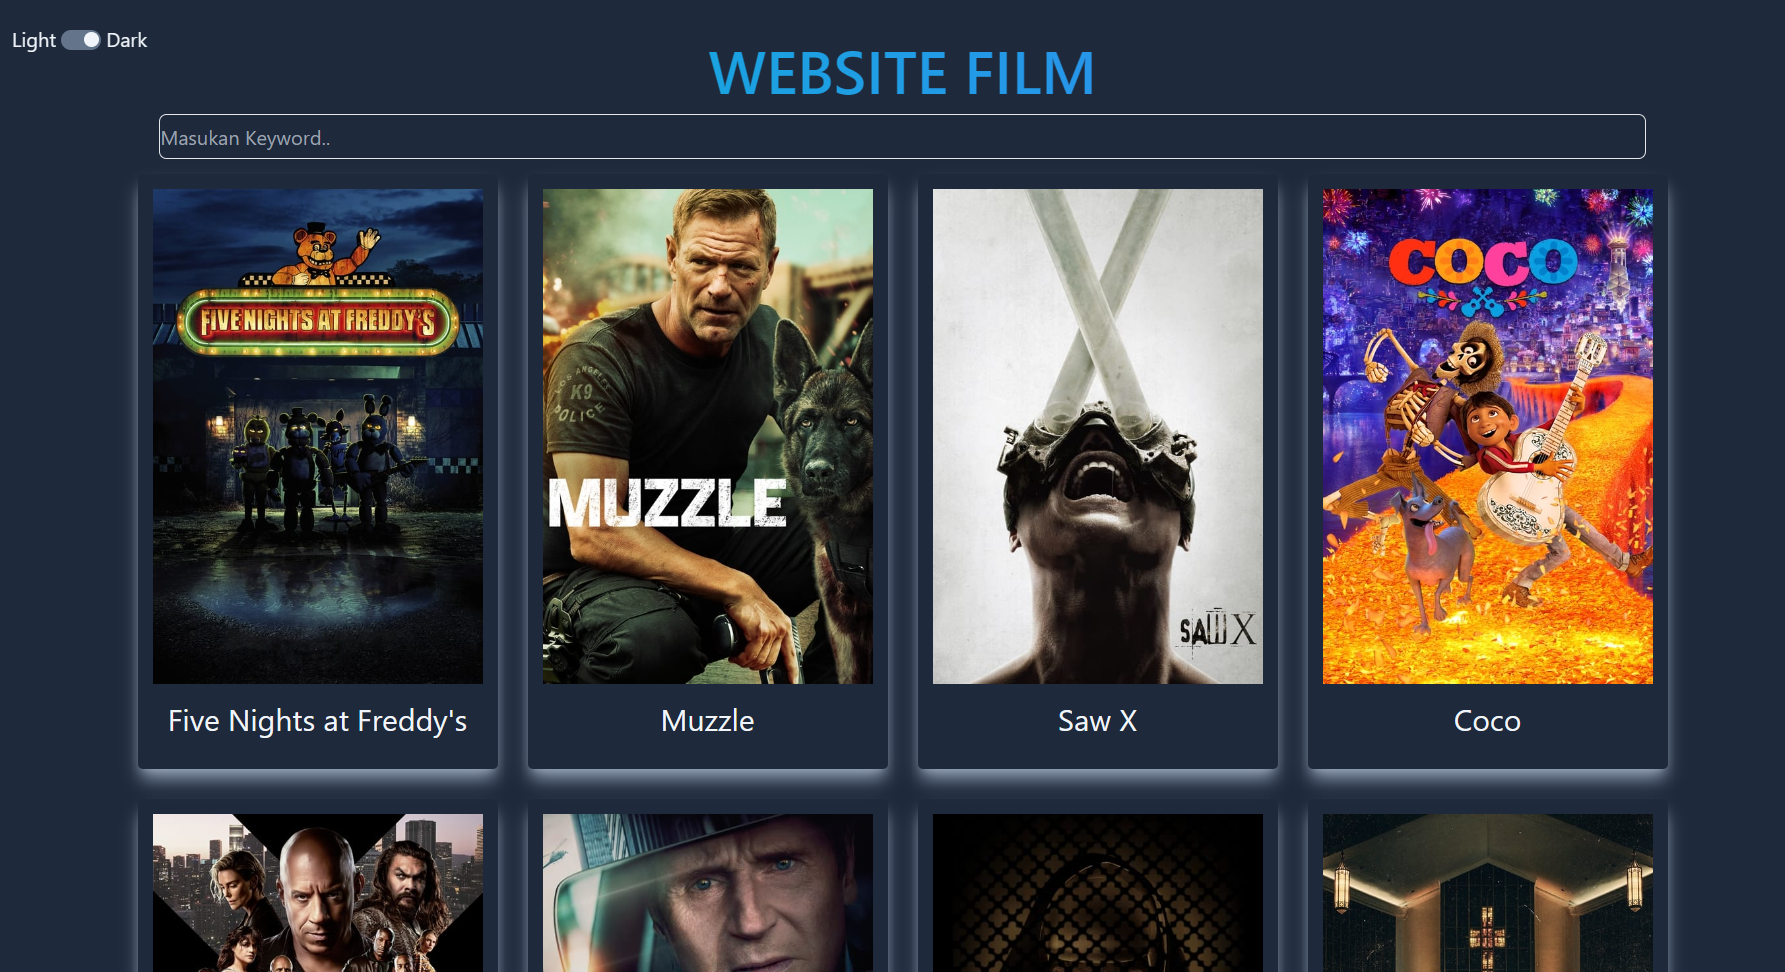 Light Dark
WEBSITE FILM
Masukan Keyword..
FIVE NIGHTS AT FREDDY'S
LOS ANGELES
K9
POLICE
MUZZLE
SAW X
COCO
Five Nights at Freddy's
Muzzle
Saw X
Coco